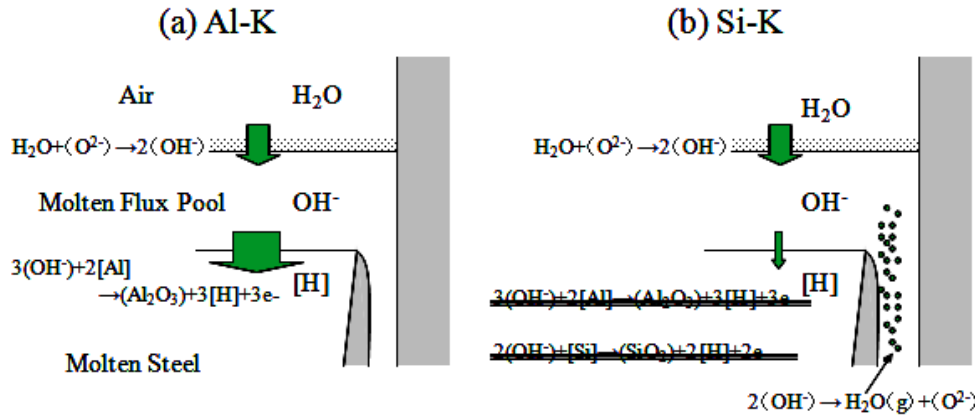 (a) Al-K
Air
H₂O
H₂O+(O²⁻)→2(OH⁻)
Molten Flux Pool
OH⁻
3(OH⁻)+2[Al]
→(Al₂O₃)+3[H]+3e-
[H]
Molten Steel
(b) Si-K
H₂O
H₂O+(O²⁻)→2(OH⁻)
OH⁻
[H]
3(OH⁻)+2[Al]→(Al₂O₃)+3[H]+3e
2(OH⁻)+[Si]→(SiO₂)+2[H]+2e
2(OH⁻)→H₂O(g)+(O²⁻)